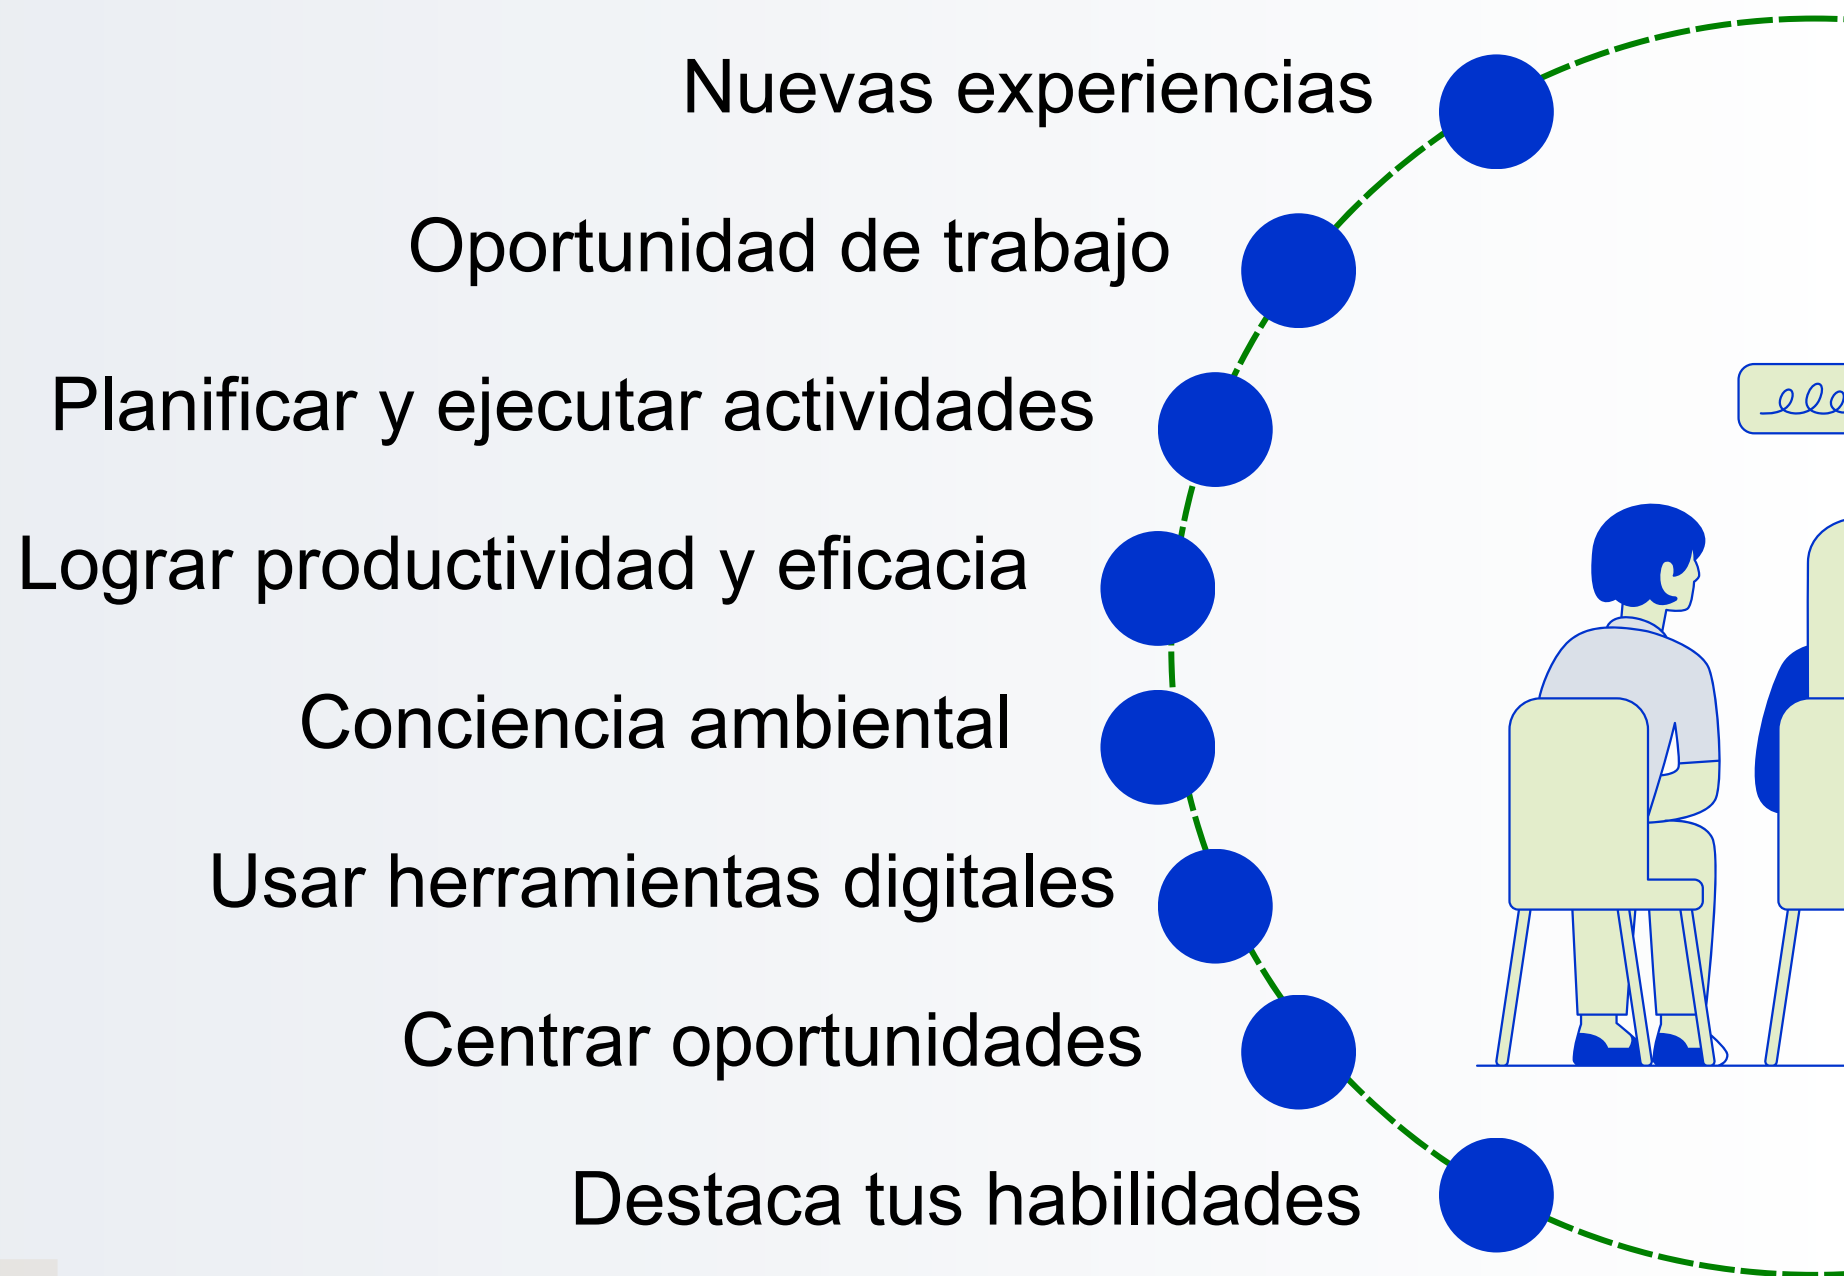 Nuevas experiencias
Oportunidad de trabajo
Planificar y ejecutar actividades
Lograr productividad y eficacia
Conciencia ambiental
Usar herramientas digitales
Centrar oportunidades
Destaca tus habilidades